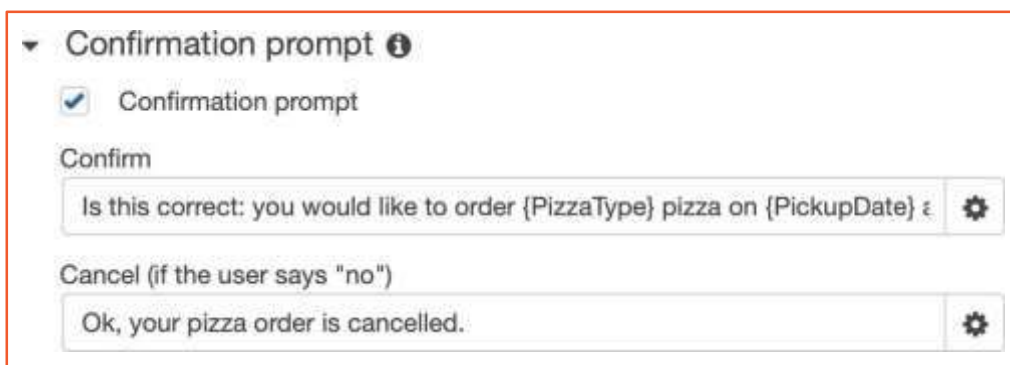 Confirmation prompt
Confirmation prompt
Confirm
Is this correct: you would like to order {PizzaType} pizza on {PickupDate}
Cancel (if the user says "no")
Ok, your pizza order is cancelled.